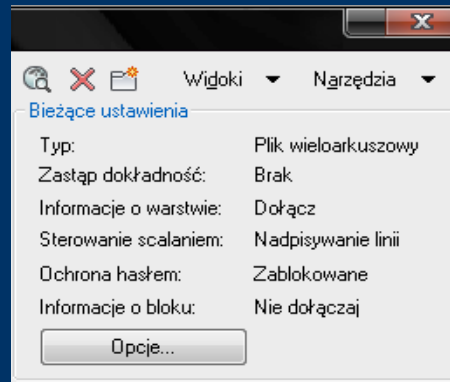 Widoki Narzędzia
Bieżące ustawienia
Typ: Plik wieloarkuszowy
Zastąp dokładność: Brak
Informacje o warstwie: Dołącz
Sterowanie scalaniem: Nadpisywanie linii
Ochrona hasłem: Zablokowane
Informacje o bloku: Nie dołączaj
Opcje...